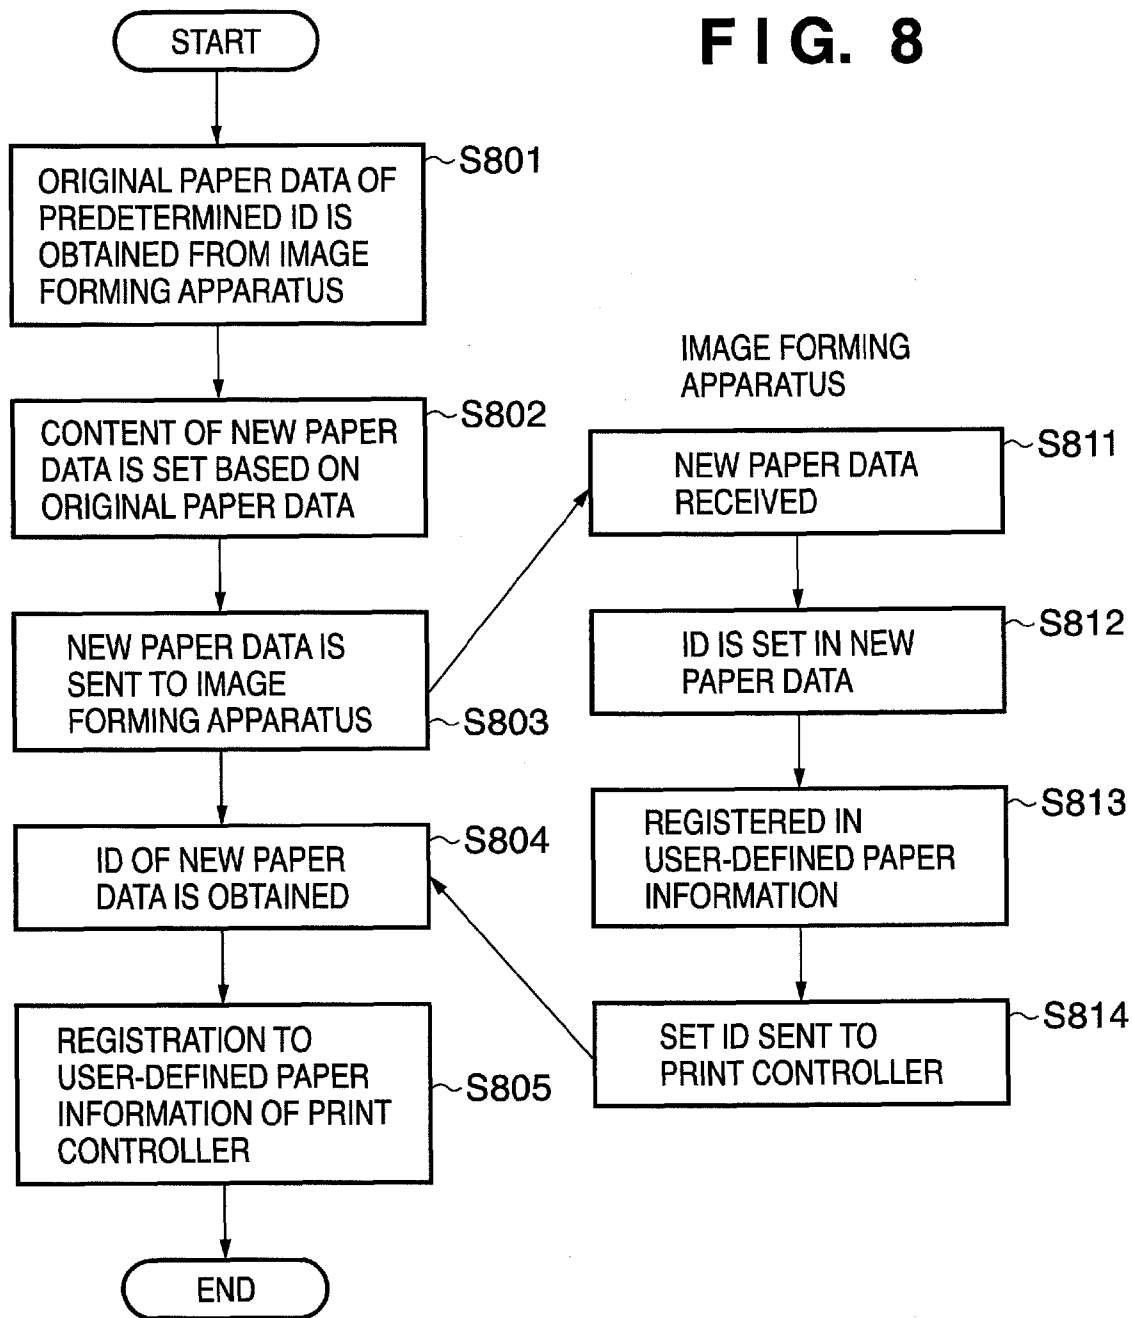 FIG. 8
START
S801
ORIGINAL PAPER DATA OF
PREDETERMINED ID IS
OBTAINED FROM IMAGE
FORMING APPARATUS
S802
CONTENT OF NEW PAPER
DATA IS SET BASED ON
ORIGINAL PAPER DATA
NEW PAPER DATA IS
SENT TO IMAGE
FORMING APPARATUS
S803
S804
ID OF NEW PAPER
DATA IS OBTAINED
REGISTRATION TO
USER-DEFINED PAPER
INFORMATION OF PRINT
CONTROLLER
S805
END
IMAGE FORMING
APPARATUS
S811
NEW PAPER DATA
RECEIVED
S812
ID IS SET IN NEW
PAPER DATA
S813
REGISTERED IN
USER-DEFINED PAPER
INFORMATION
S814
SET ID SENT TO
PRINT CONTROLLER